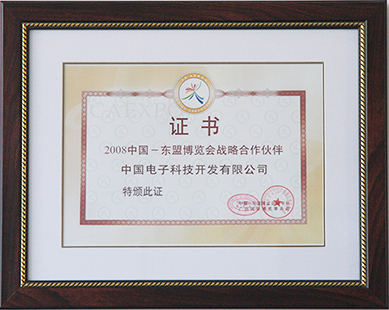 CAEXPO
证书
2008中国－东盟博览会战略合作伙伴
中国电子科技开发有限公司
特颁此证